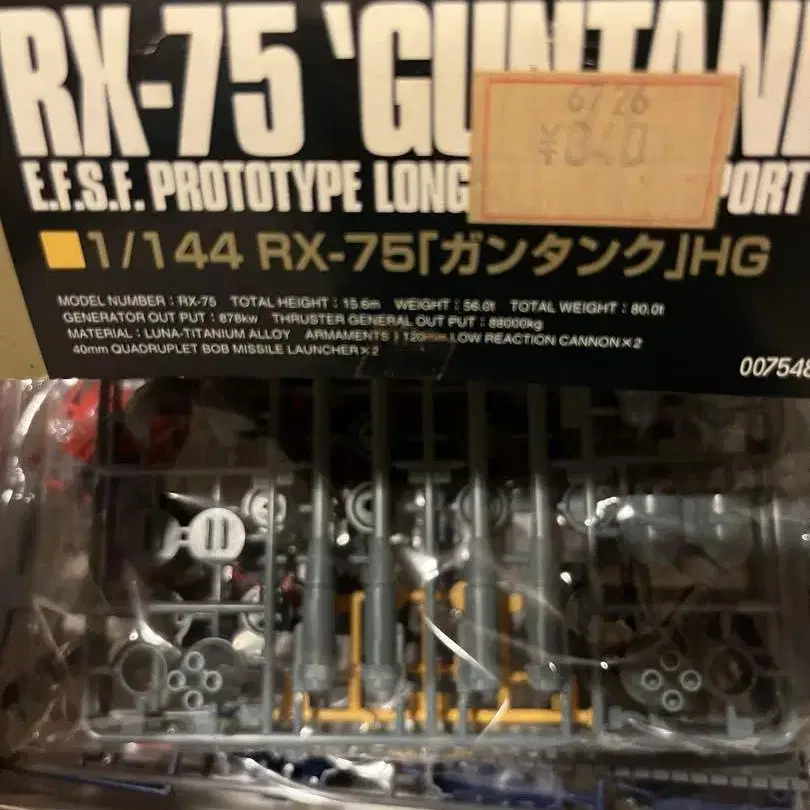 RX-75 'GUNTAN
E.F.S.F. PROTOTYPE LONG PORT
67 26
1/144 RX-75「ガンタンク」HG
MODEL NUMBER : RX-75 TOTAL HEIGHT : 15.6m WEIGHT : 56.0t TOTAL WEIGHT : 80.0t
GENERATOR OUT PUT : 878kw THRUSTER GENERAL OUT PUT : 88000kg
MATERIAL : LUNA-TITANIUM ALLOY ARMAMENTS : 120mm LOW REACTION CANNON×2
40mm QUADRUPLET BOB MISSILE LAUNCHER×2
007548